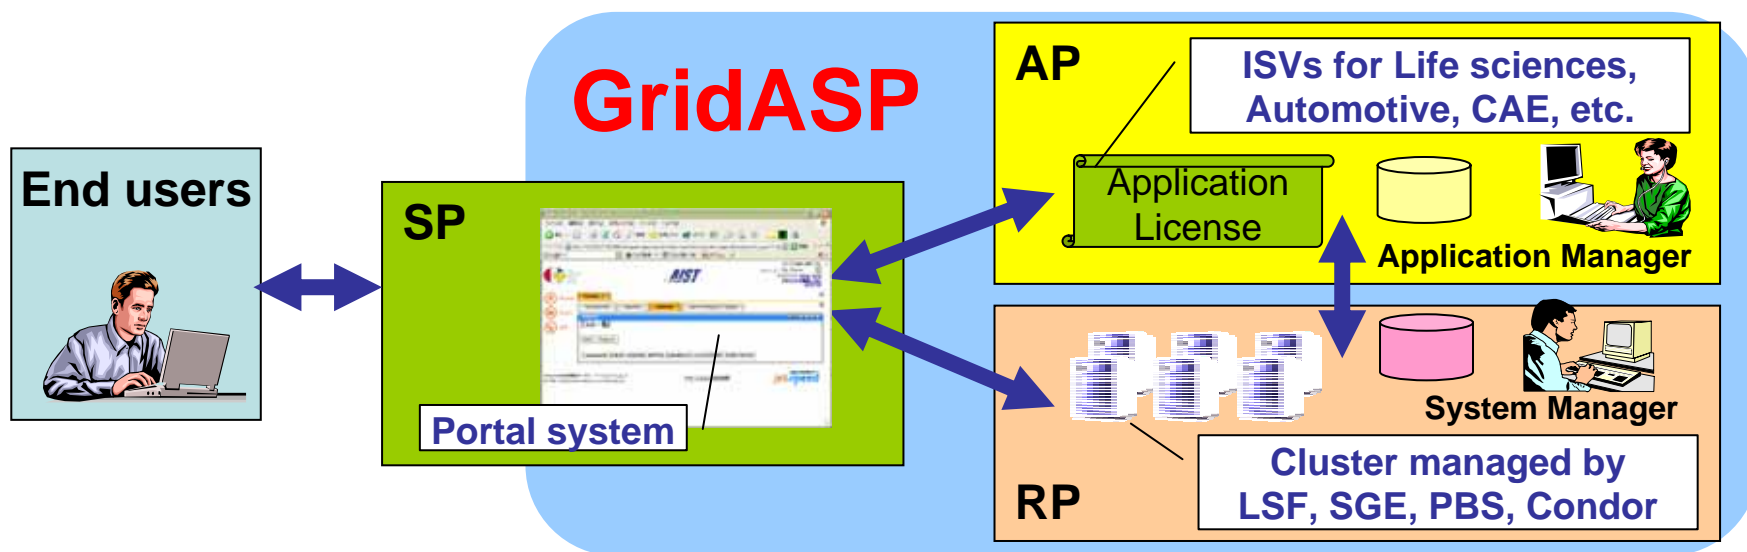 GridASP
End users
SP
AIST
Portal system
AP
ISVs for Life sciences,
Automotive, CAE, etc.
Application
License
Application Manager
System Manager
RP
Cluster managed by
LSF, SGE, PBS, Condor